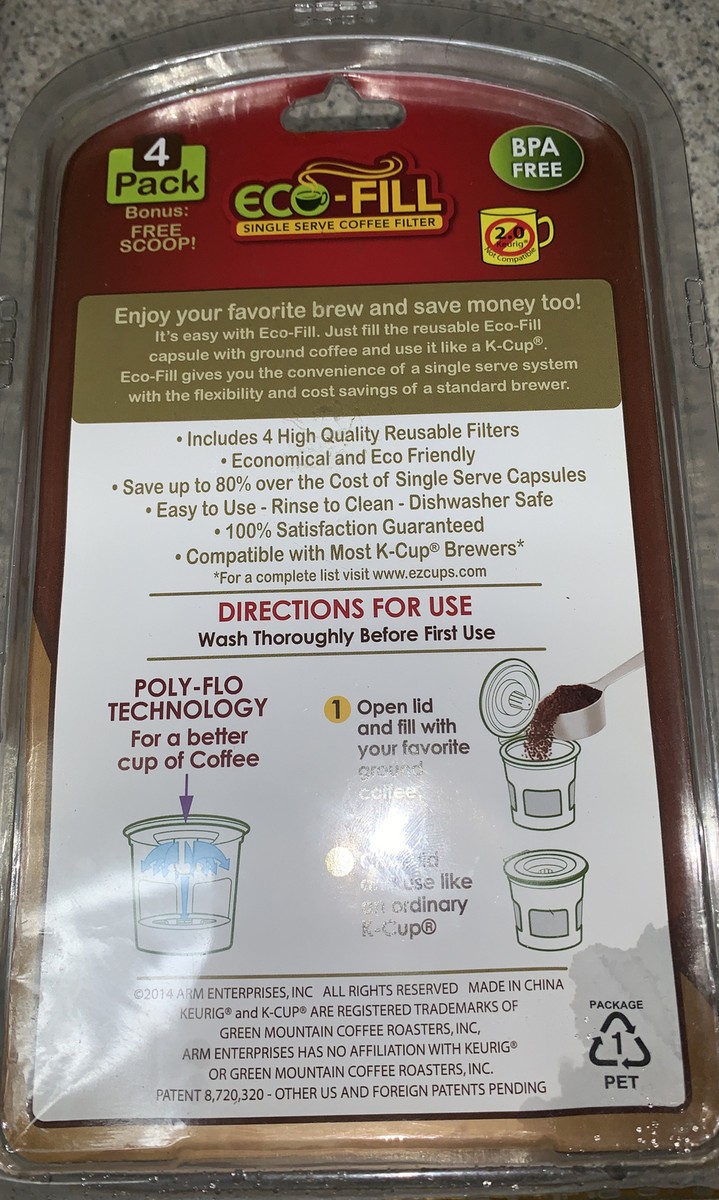 4
Pack
Bonus:
FREE
SCOOP!
ECO-FILL
SINGLE SERVE COFFEE FILTER
BPA
FREE
2.0
Keurig®
Not Compatible
Enjoy your favorite brew and save money too!
It's easy with Eco-Fill. Just fill the reusable Eco-Fill
capsule with ground coffee and use it like a K-Cup®.
Eco-Fill gives you the convenience of a single serve system
with the flexibility and cost savings of a standard brewer.
• Includes 4 High Quality Reusable Filters
• Economical and Eco Friendly
• Save up to 80% over the Cost of Single Serve Capsules
• Easy to Use - Rinse to Clean - Dishwasher Safe
• 100% Satisfaction Guaranteed
• Compatible with Most K-Cup® Brewers*
*For a complete list visit www.ezcups.com
DIRECTIONS FOR USE
Wash Thoroughly Before First Use
POLY-FLO
TECHNOLOGY
For a better
cup of Coffee
1 Open lid
and fill with
your favorite
ground
coffee
lid
use like
ordinary
K-Cup®
©2014 ARM ENTERPRISES, INC ALL RIGHTS RESERVED MADE IN CHINA
KEURIG® and K-CUP® ARE REGISTERED TRADEMARKS OF
GREEN MOUNTAIN COFFEE ROASTERS, INC,
ARM ENTERPRISES HAS NO AFFILIATION WITH KEURIG®
OR GREEN MOUNTAIN COFFEE ROASTERS, INC.
PATENT 8,720,320 - OTHER US AND FOREIGN PATENTS PENDING
PACKAGE
1
PET